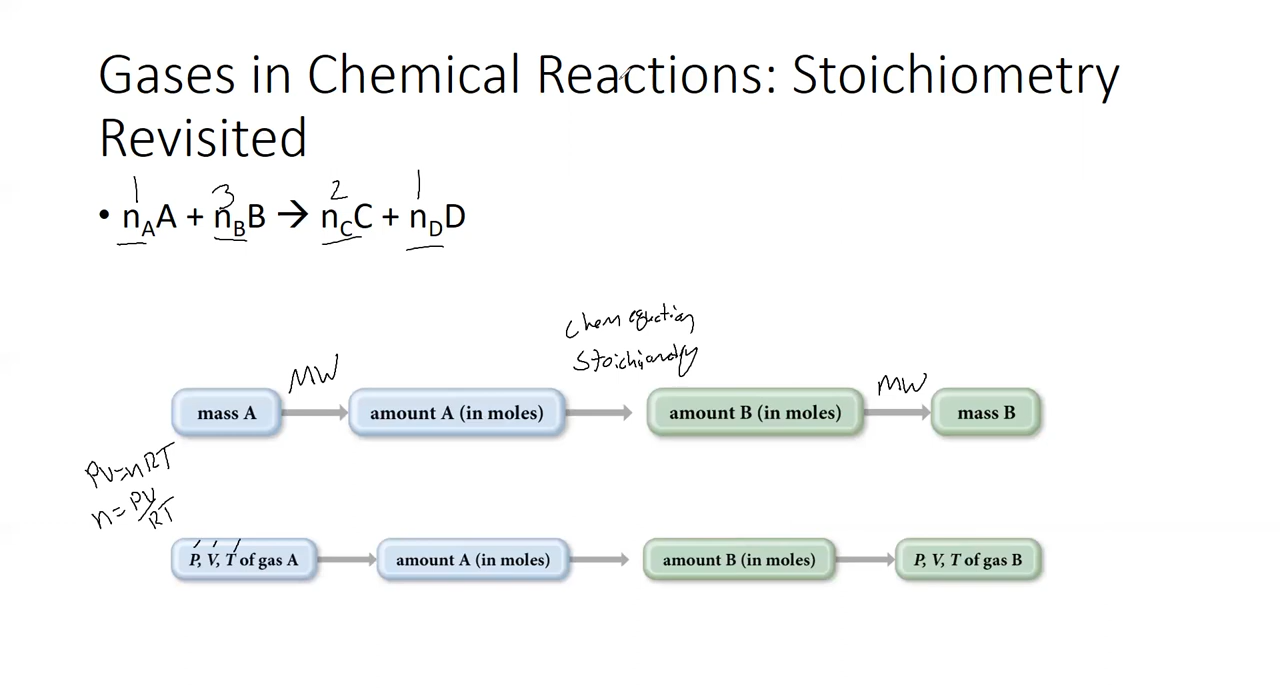 Gases in Chemical Reactions: Stoichiometry
Revisited
1 3 2 1
• nAA + nBB → nCC + nDD
Chem equation
Stoichiometry
MW MW
mass A amount A (in moles) amount B (in moles) mass B
PV=nRT
n=PV/RT
P, V, T of gas A amount A (in moles) amount B (in moles) P, V, T of gas B